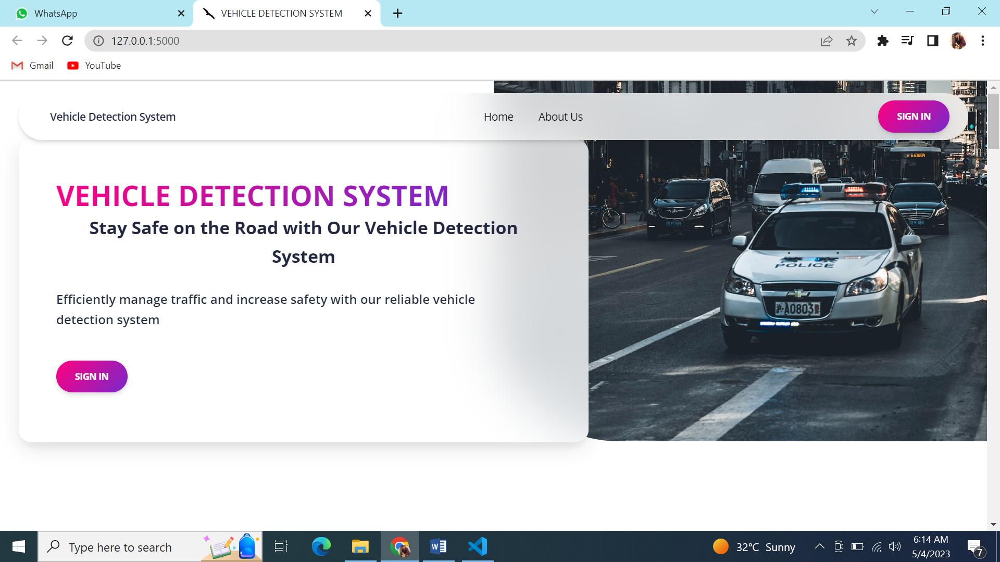 WhatsApp
VEHICLE DETECTION SYSTEM
127.0.0.1:5000
Gmail
YouTube
Vehicle Detection System
Home
About Us
SIGN IN
VEHICLE DETECTION SYSTEM
Stay Safe on the Road with Our Vehicle Detection
System
Efficiently manage traffic and increase safety with our reliable vehicle
detection system
SIGN IN
POLICE
A0803
Type here to search
32°C Sunny
6:14 AM
5/4/2023
7